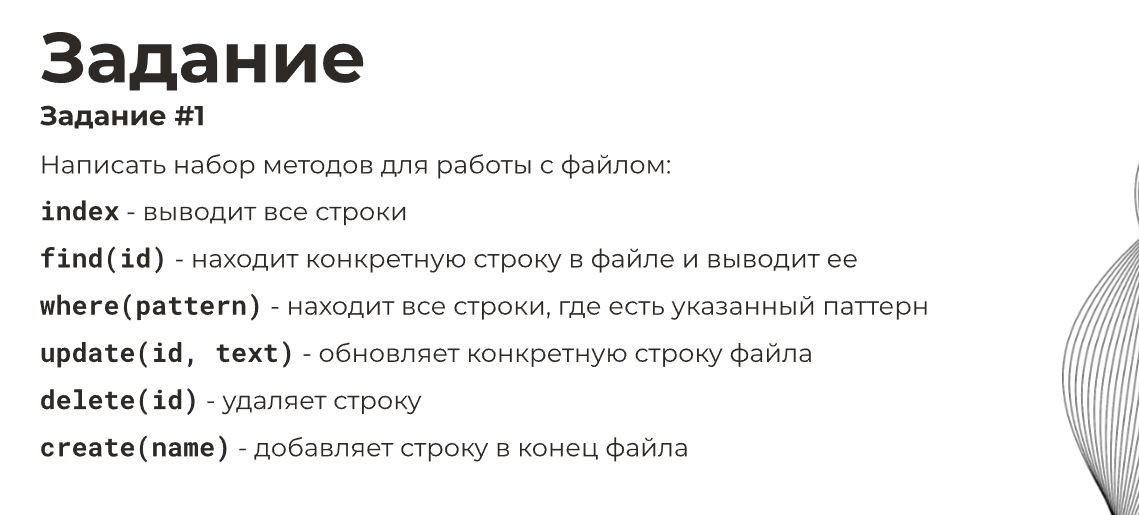 Задание
Задание #1
Написать набор методов для работы с файлом:
index - выводит все строки
find(id) - находит конкретную строку в файле и выводит ее
where(pattern) - находит все строки, где есть указанный паттерн
update(id, text) - обновляет конкретную строку файла
delete(id) - удаляет строку
create(name) - добавляет строку в конец файла